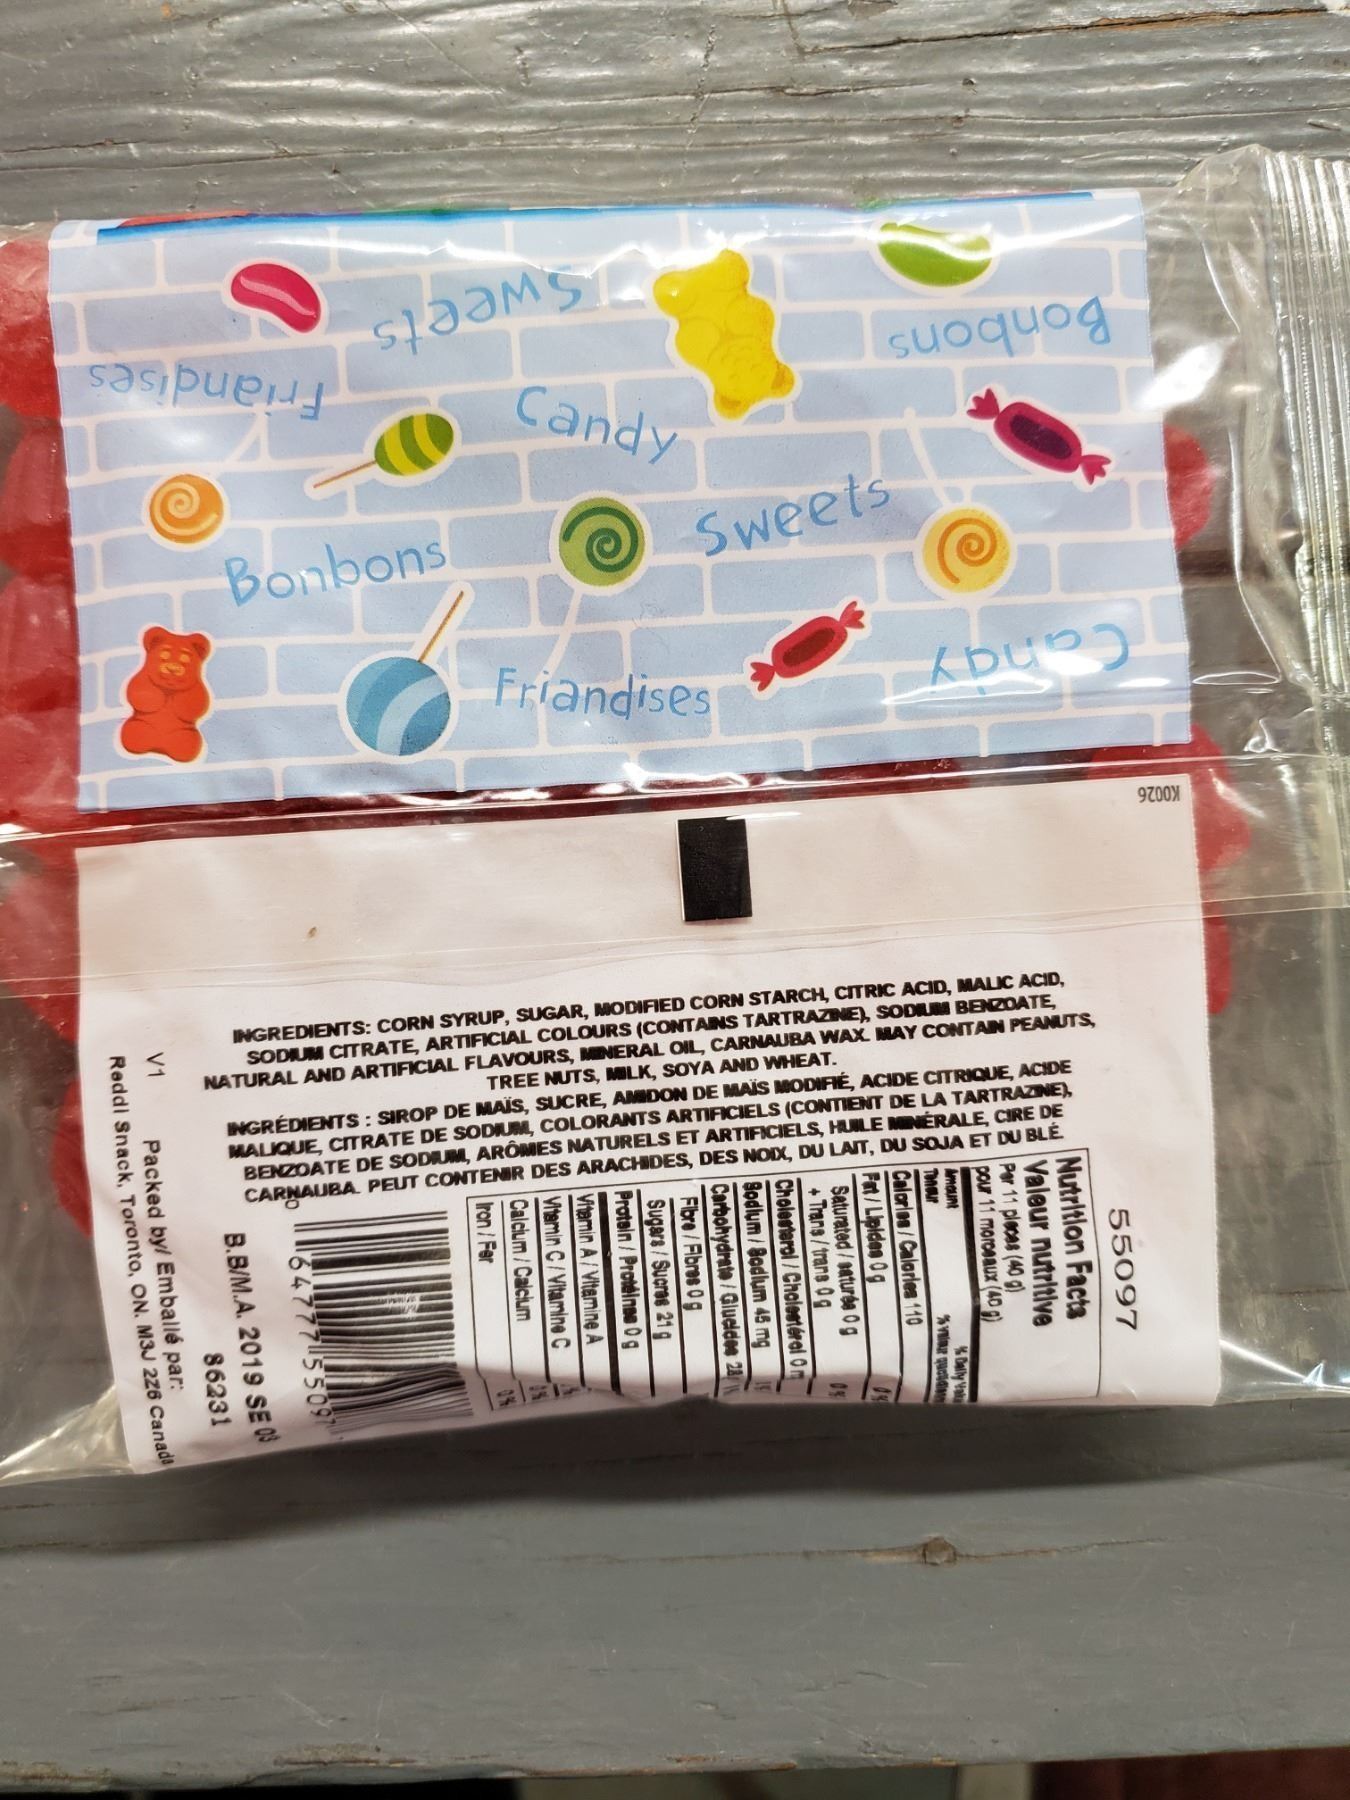 Sweets
Bonbons
Friandises
Candy
Sweets
Bonbons
Friandises
Candy
K0026
INGREDIENTS: CORN SYRUP, SUGAR, MODIFIED CORN STARCH, CITRIC ACID, MALIC ACID,
SODIUM CITRATE, ARTIFICIAL COLOURS (CONTAINS TARTRAZINE), SODIUM BENZOATE,
NATURAL AND ARTIFICIAL FLAVOURS, MINERAL OIL, CARNAUBA WAX. MAY CONTAIN PEANUTS,
TREE NUTS, MILK, SOYA AND WHEAT.
INGRÉDIENTS : SIROP DE MAÏS, SUCRE, AMIDON DE MAÏS MODIFIÉ, ACIDE CITRIQUE, ACIDE
MALIQUE, CITRATE DE SODIUM, COLORANTS ARTIFICIELS (CONTIENT DE LA TARTRAZINE),
BENZOATE DE SODIUM, ARÔMES NATURELS ET ARTIFICIELS, HUILE MINÉRALE, CIRE DE
CARNAUBA. PEUT CONTENIR DES ARACHIDES, DES NOIX, DU LAIT, DU SOJA ET DU BLÉ.
55097
Nutrition Facts
Valeur nutritive
Per 11 pieces (40 g)
pour 11 morceaux (40 g)
Amount % Daily
Teneur % valeur
Calories / Calories 110
Fat / Lipides 0 g
Saturated / saturés 0 g
+ Trans / trans 0 g 0 %
Cholesterol / Cholestérol 0
Sodium / Sodium 45 mg
Carbohydrate / Glucides
Fibre / Fibres 0 g
Sugars / Sucres 21 g
Protein / Protéines 0 g
Vitamin A / Vitamine A
Vitamin C / Vitamine C
Calcium / Calcium 0 %
Iron / Fer 0 %
0 64777 55097
B.B/M.A. 2019 SE 03
86231
V1 Packed by/ Emballé par:
Reddi Snack, Toronto, ON. M3J 2Z6 Canada